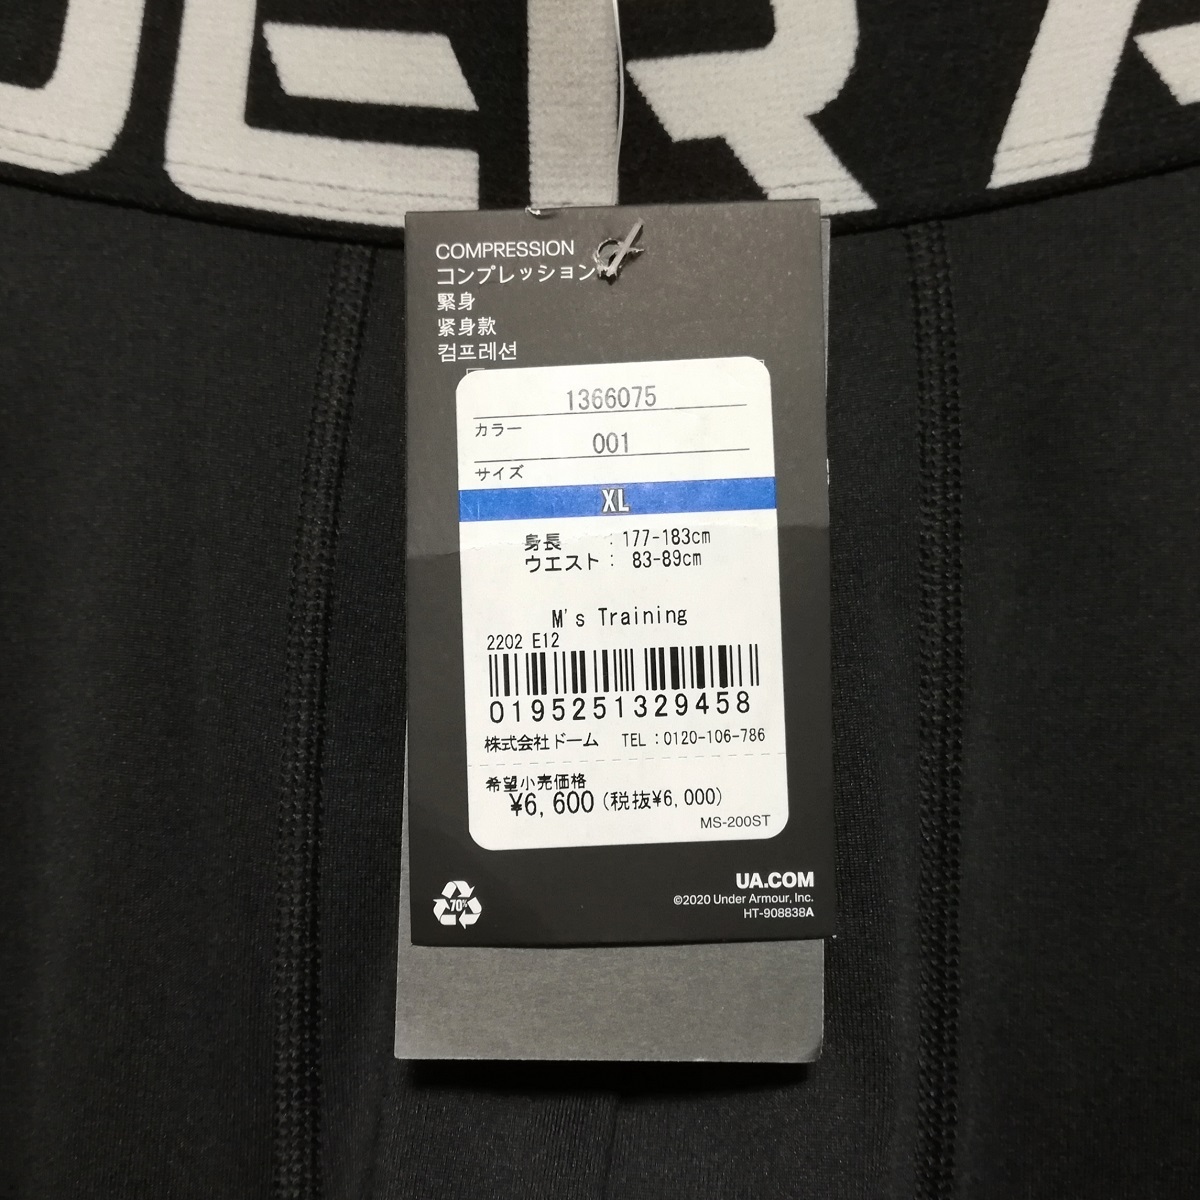 DER A
COMPRESSION
コンプレッション
緊身
紧身款
컴프레션
1366075
カラー
001
サイズ
XL
身長 : 177-183cm
ウエスト : 83-89cm
M's Training
2202 E12
0195251329458
株式会社ドーム TEL:0120-106-786
希望小売価格
¥6,600(税抜¥6,000)
MS-200ST
70%
UA.COM
©2020 Under Armour, Inc.
HT-908838A